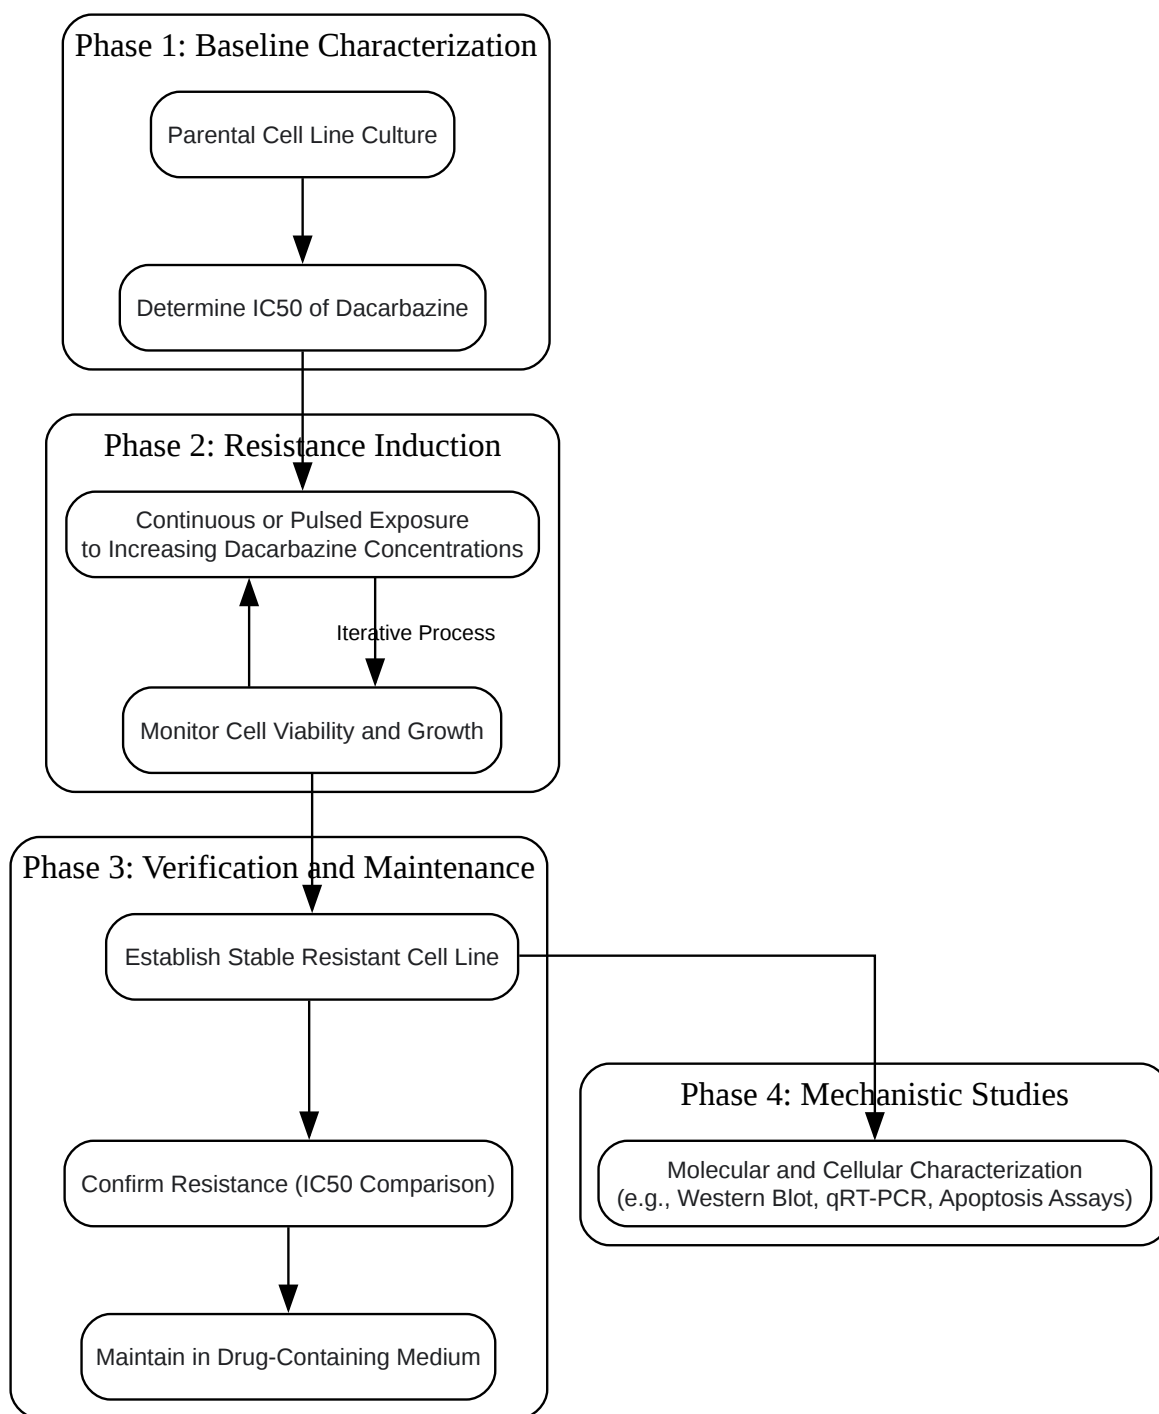 Phase 1: Baseline Characterization
Parental Cell Line Culture
Determine IC50 of Dacarbazine
Phase 2: Resistance Induction
Continuous or Pulsed Exposure
to Increasing Dacarbazine Concentrations
Iterative Process
Monitor Cell Viability and Growth
Phase 3: Verification and Maintenance
Establish Stable Resistant Cell Line
Confirm Resistance (IC50 Comparison)
Maintain in Drug-Containing Medium
Phase 4: Mechanistic Studies
Molecular and Cellular Characterization
(e.g., Western Blot, qRT-PCR, Apoptosis Assays)